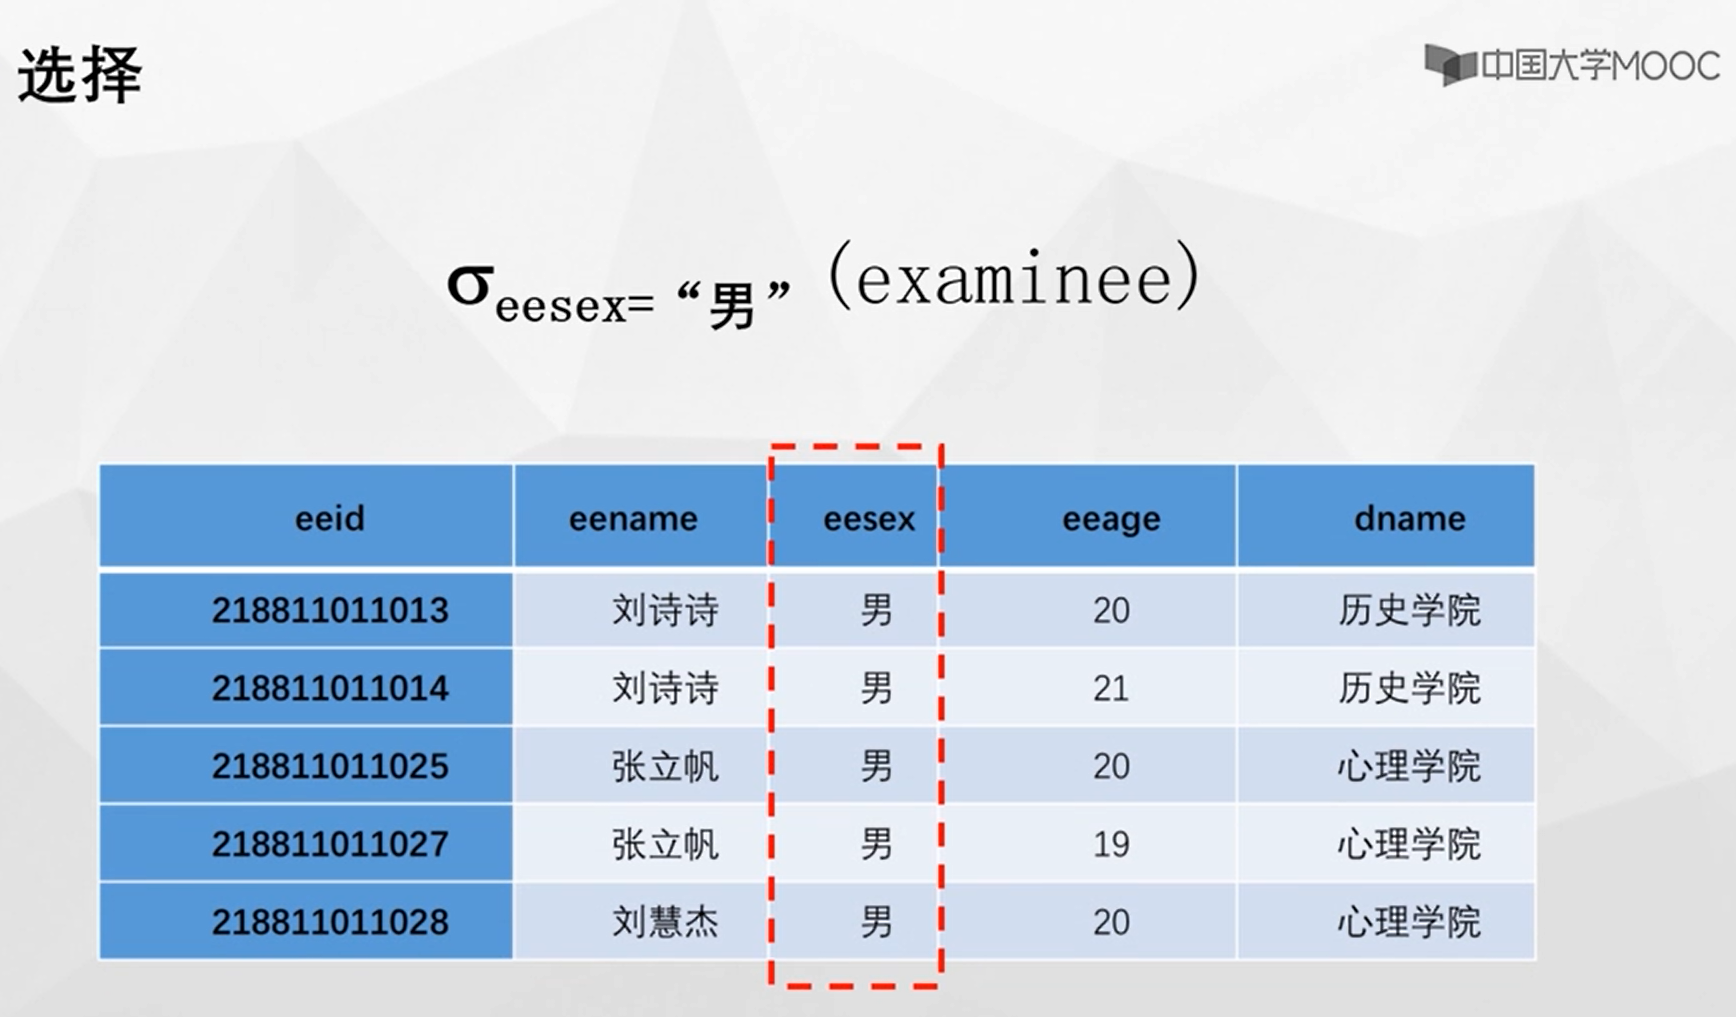 选择
中国大学MOOC
σeesex=“男”(examinee)
eeid eename eesex eeage dname
218811011013 刘诗诗 男 20 历史学院
218811011014 刘诗诗 男 21 历史学院
218811011025 张立帆 男 20 心理学院
218811011027 张立帆 男 19 心理学院
218811011028 刘慧杰 男 20 心理学院